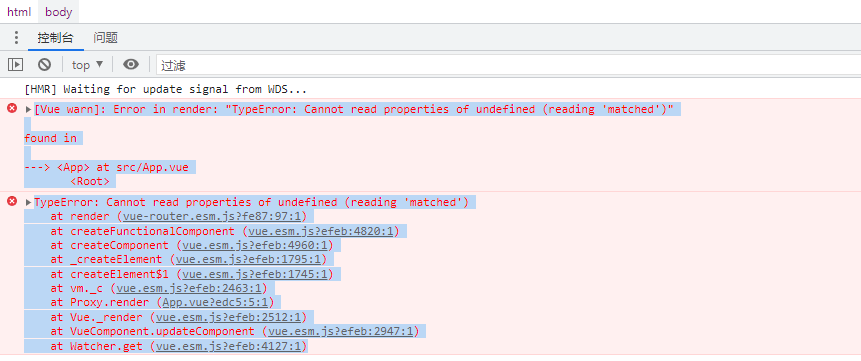 html body
控制台 问题
top 过滤
[HMR] Waiting for update signal from WDS...
[Vue warn]: Error in render: "TypeError: Cannot read properties of undefined (reading 'matched')"
found in
---> <App> at src/App.vue
<Root>
TypeError: Cannot read properties of undefined (reading 'matched')
at render (vue-router.esm.js?fe87:97:1)
at createFunctionalComponent (vue.esm.js?efeb:4820:1)
at createComponent (vue.esm.js?efeb:4960:1)
at _createElement (vue.esm.js?efeb:1795:1)
at createElement$1 (vue.esm.js?efeb:1745:1)
at vm._c (vue.esm.js?efeb:2463:1)
at Proxy.render (App.vue?edc5:5:1)
at Vue._render (vue.esm.js?efeb:2512:1)
at VueComponent.updateComponent (vue.esm.js?efeb:2947:1)
at Watcher.get (vue.esm.js?efeb:4127:1)